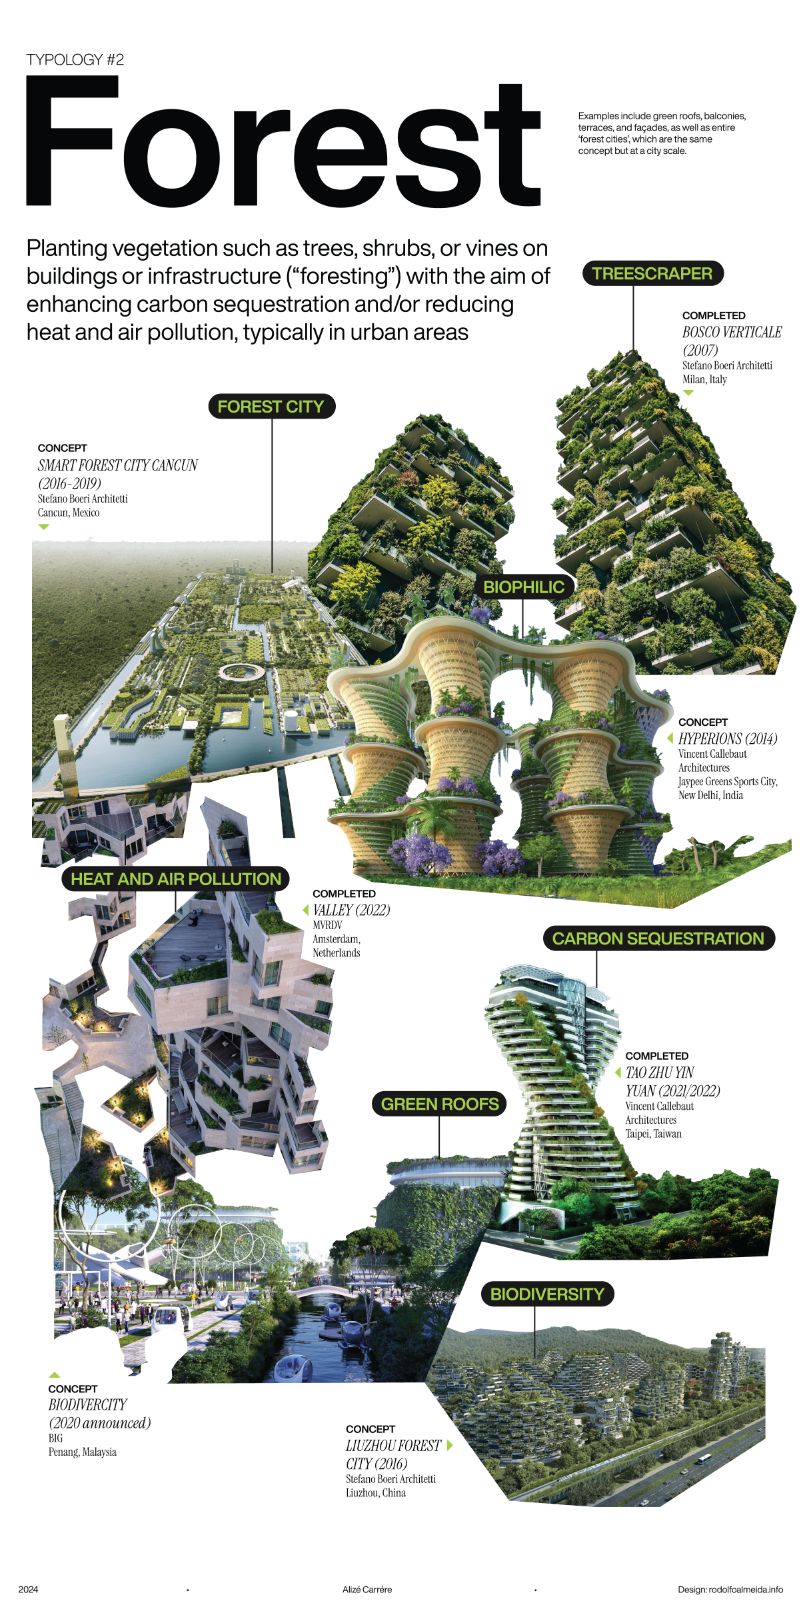 TYPOLOGY #2
Forest
Examples include green roofs, balconies,
terraces, and façades, as well as entire
‘forest cities’, which are the same
concept but at a city scale.
Planting vegetation such as trees, shrubs, or vines on
buildings or infrastructure (“foresting”) with the aim of
enhancing carbon sequestration and/or reducing
heat and air pollution, typically in urban areas
TREESCRAPER
COMPLETED
BOSCO VERTICALE
(2007)
Stefano Boeri Architetti
Milan, Italy
FOREST CITY
CONCEPT
SMART FOREST CITY CANCUN
(2016-2019)
Stefano Boeri Architetti
Cancun, Mexico
BIOPHILIC
CONCEPT
HYPERIONS (2014)
Vincent Callebaut
Architectures
Jaypee Greens Sports City,
New Delhi, India
HEAT AND AIR POLLUTION
COMPLETED
VALLEY (2022)
MVRDV
Amsterdam,
Netherlands
CARBON SEQUESTRATION
COMPLETED
TAO ZHU YIN
YUAN (2021/2022)
Vincent Callebaut
Architectures
Taipei, Taiwan
GREEN ROOFS
CONCEPT
BIODIVERCITY
(2020 announced)
BIG
Penang, Malaysia
BIODIVERSITY
CONCEPT
LIUZHOU FOREST
CITY (2016)
Stefano Boeri Architetti
Liuzhou, China
2024 • Alizé Carrére • Design: rodolfoalmeida.info